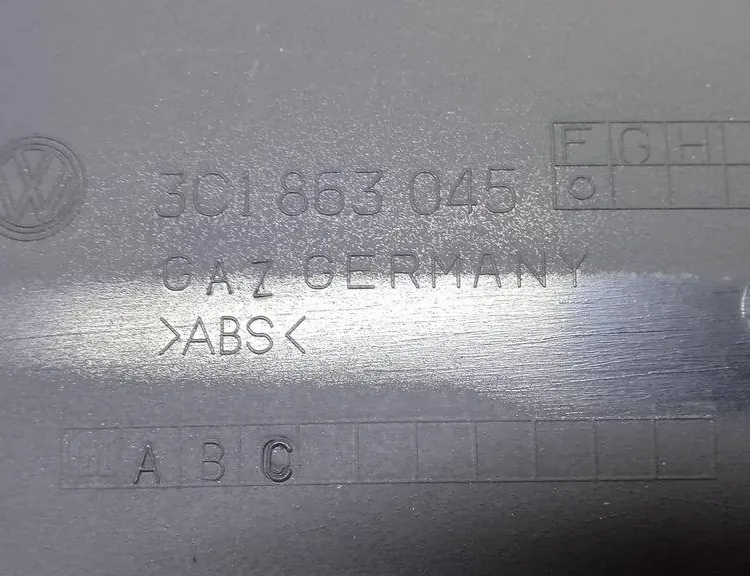 F G H
3C1 863 045
GAZ GERMANY
>ABS<
A B C